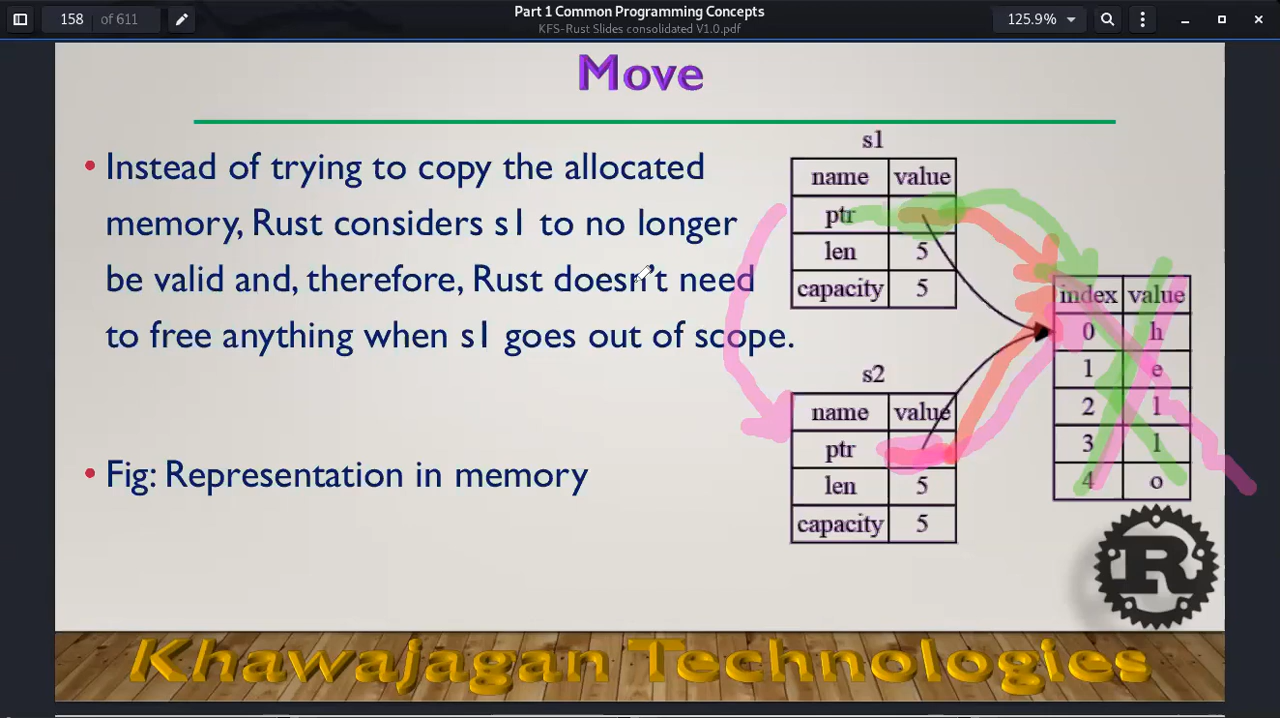 158 of 611
Part 1 Common Programming Concepts
KFS-Rust Slides consolidated V1.0.pdf
125.9%
Move
• Instead of trying to copy the allocated
memory, Rust considers s1 to no longer
be valid and, therefore, Rust doesn't need
to free anything when s1 goes out of scope.
• Fig: Representation in memory
s1
name value
ptr
len 5
capacity 5
s2
name value
ptr
len 5
capacity 5
index value
0 h
1 e
2 l
3 l
4 o
R
Khawajagan Technologies